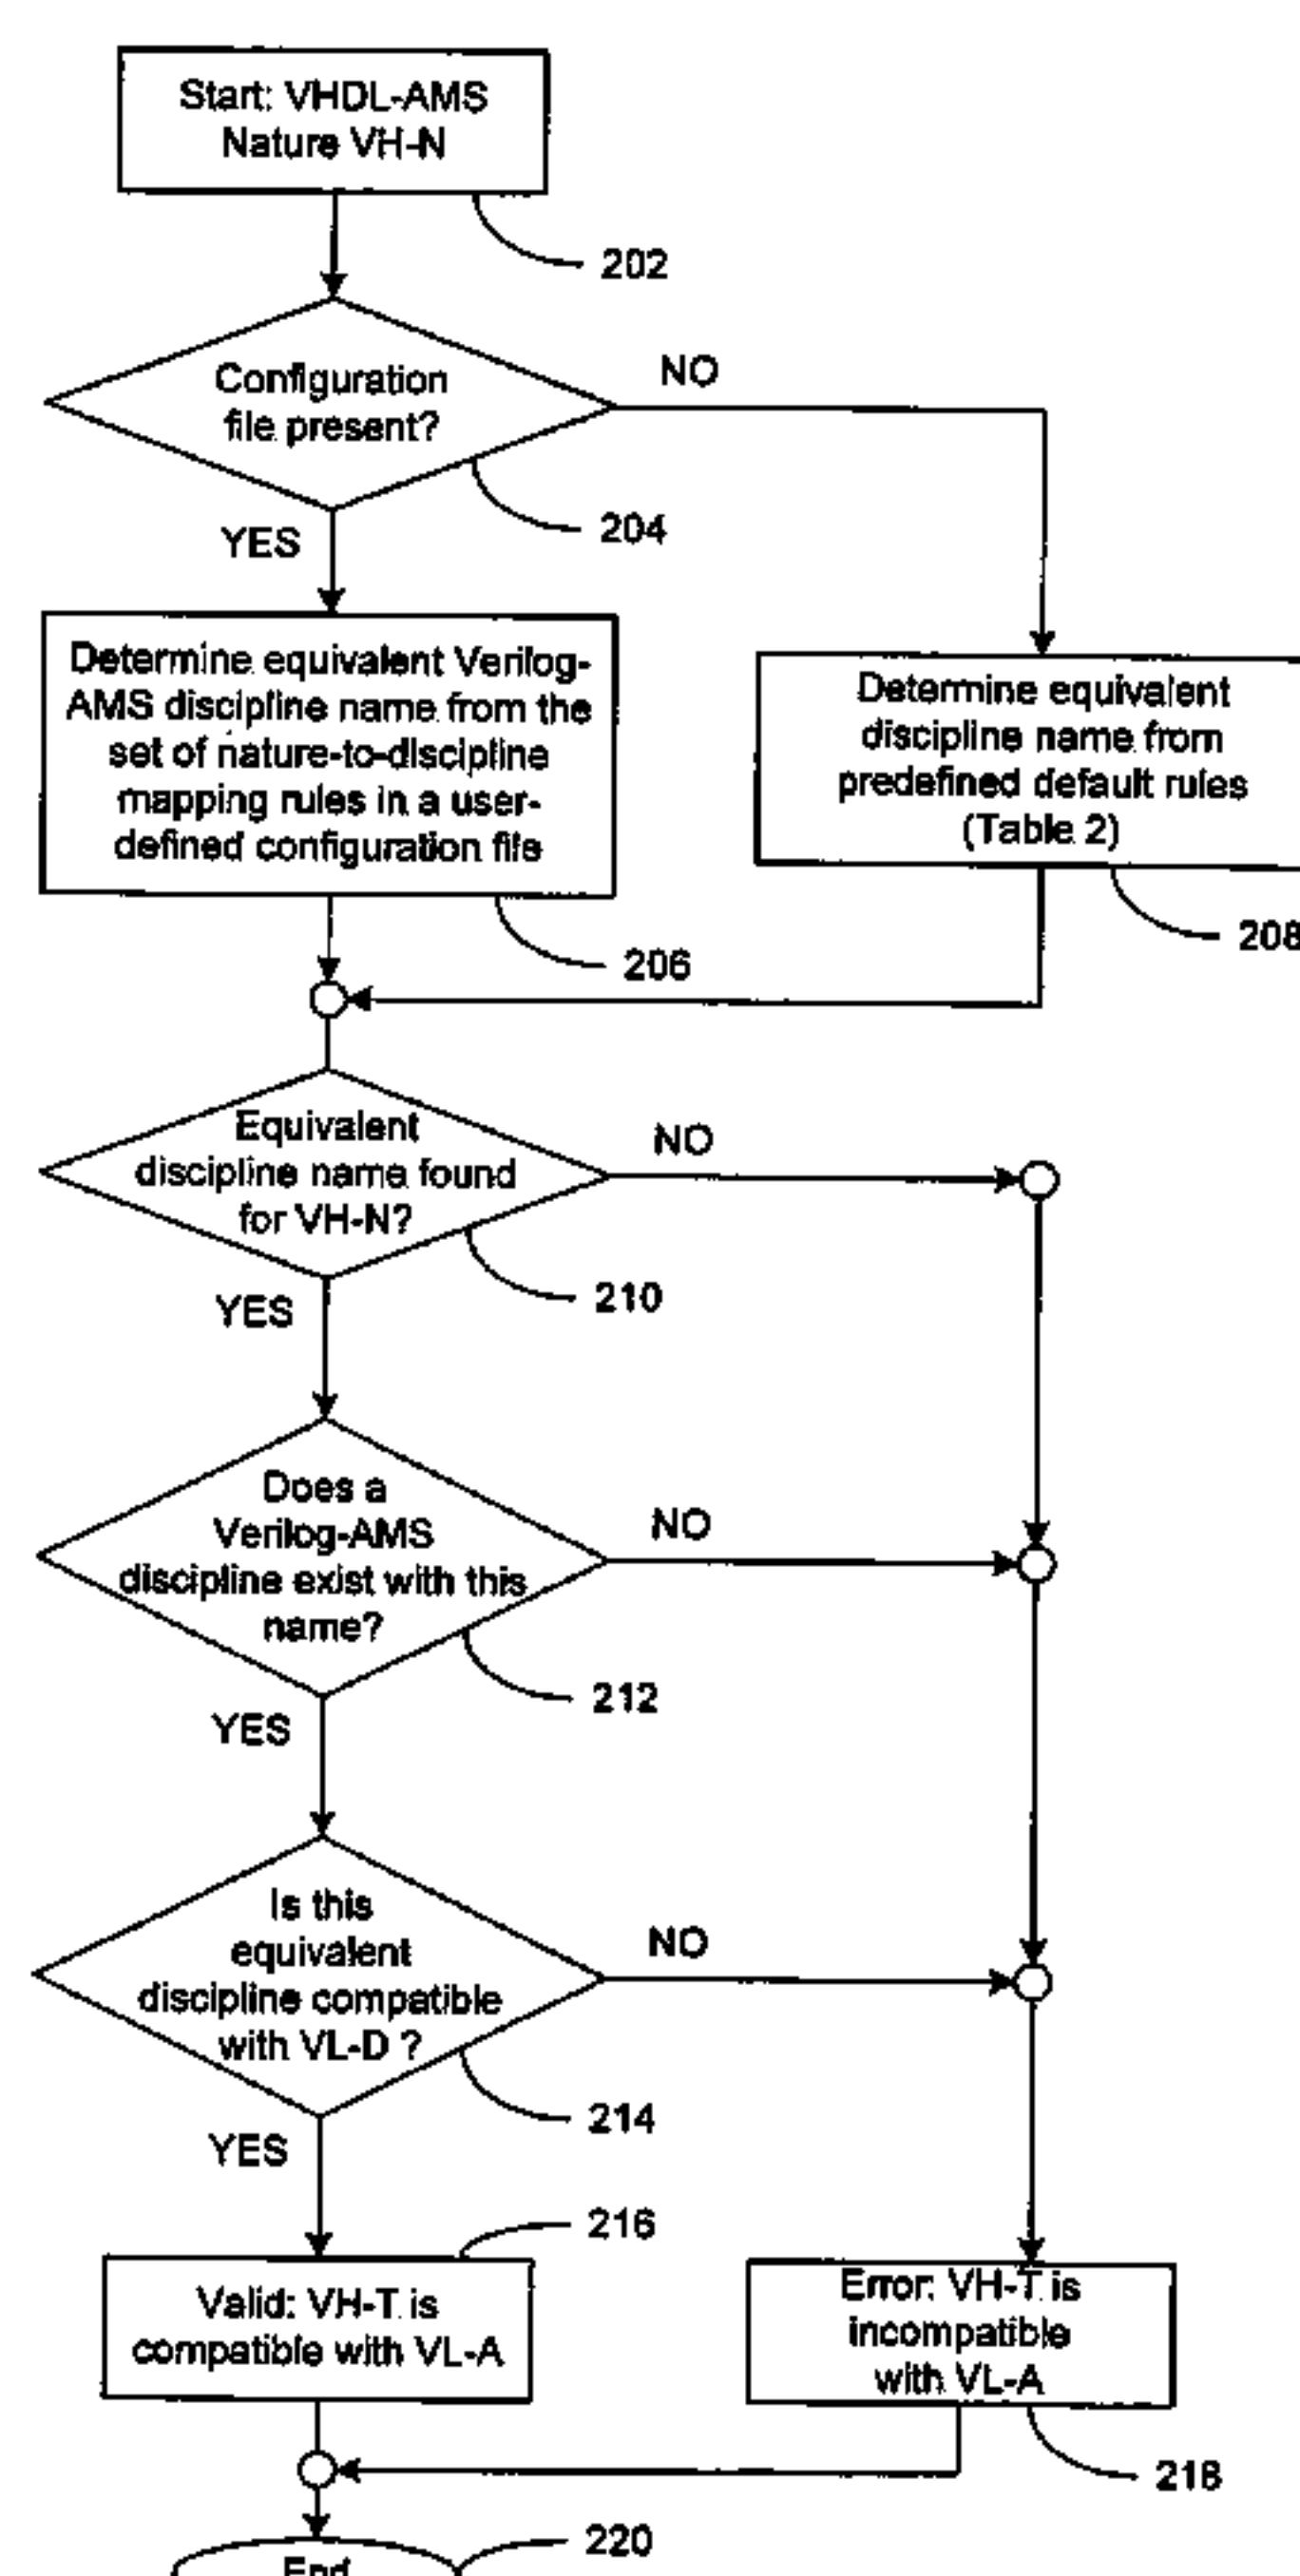 Start: VHDL-AMS
Nature VH-N
202
Configuration
file present?
NO
204
YES
Determine equivalent Verilog-
AMS discipline name from the
set of nature-to-discipline
mapping rules in a user-
defined configuration file
206
Determine equivalent
discipline name from
predefined default rules
(Table 2)
208
Equivalent
discipline name found
for VH-N?
NO
210
YES
Does a
Verilog-AMS
discipline exist with this
name?
NO
212
YES
Is this
equivalent
discipline compatible
with VL-D ?
NO
214
YES
216
Valid: VH-T is
compatible with VL-A
Error: VH-T is
incompatible
with VL-A
218
220
End